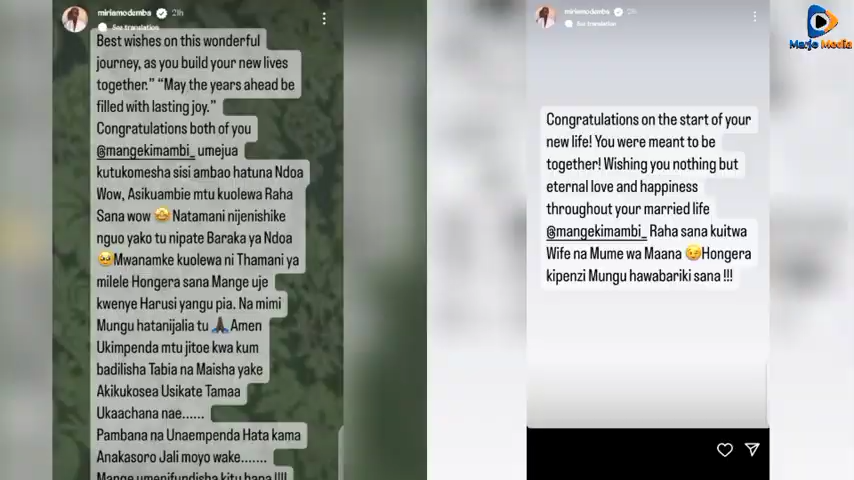 miriamodemba 21h
See translation
Best wishes on this wonderful
journey, as you build your new lives
together.” “May the years ahead be
filled with lasting joy.”
Congratulations both of you
@mangekimambi_ umejua
kutukomesha sisi ambao hatuna Ndoa
Wow, Asikuambie mtu kuolewa Raha
Sana wow 🤩 Natamani nijenishike
nguo yako tu nipate Baraka ya Ndoa
🥹Mwanamke kuolewa ni Thamani ya
milele Hongera sana Mange uje
kwenye Harusi yangu pia. Na mimi
Mungu hatanijalia tu 🙏🏿Amen
Ukimpenda mtu jitoe kwa kum
badilisha Tabia na Maisha yake
Akikukosea Usikate Tamaa
Ukaachana nae......
Pambana na Unaempenda Hata kama
Anakasoro Jali moyo wake.......
Mange umenifundisha kitu hapa !!!!
miriamodemba 21h
See translation
Congratulations on the start of your
new life! You were meant to be
together! Wishing you nothing but
eternal love and happiness
throughout your married life
@mangekimambi_ Raha sana kuitwa
Wife na Mume wa Maana 😉Hongera
kipenzi Mungu hawabariki sana !!!
Marjo Media